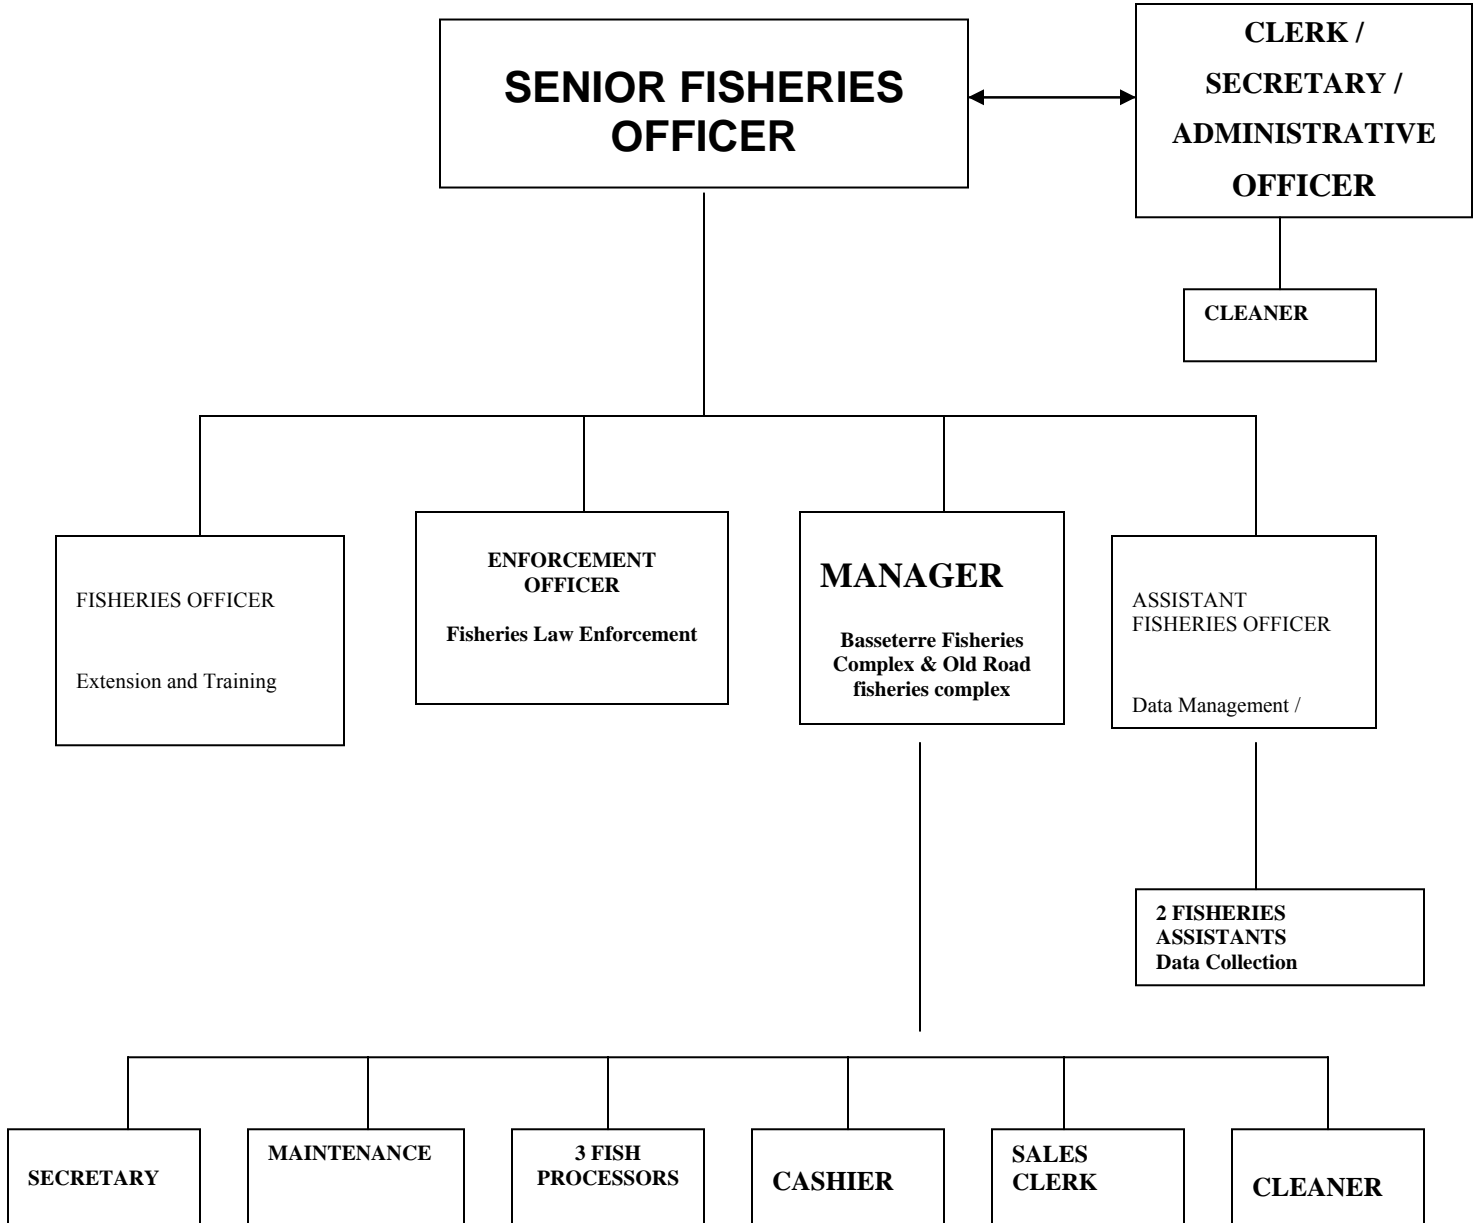 SENIOR FISHERIES
OFFICER
CLERK /
SECRETARY /
ADMINISTRATIVE
OFFICER
CLEANER
FISHERIES OFFICER
Extension and Training
ENFORCEMENT
OFFICER
Fisheries Law Enforcement
MANAGER
Basseterre Fisheries
Complex & Old Road
fisheries complex
ASSISTANT
FISHERIES OFFICER
Data Management /
2 FISHERIES
ASSISTANTS
Data Collection
SECRETARY
MAINTENANCE
3 FISH
PROCESSORS
CASHIER
SALES
CLERK
CLEANER